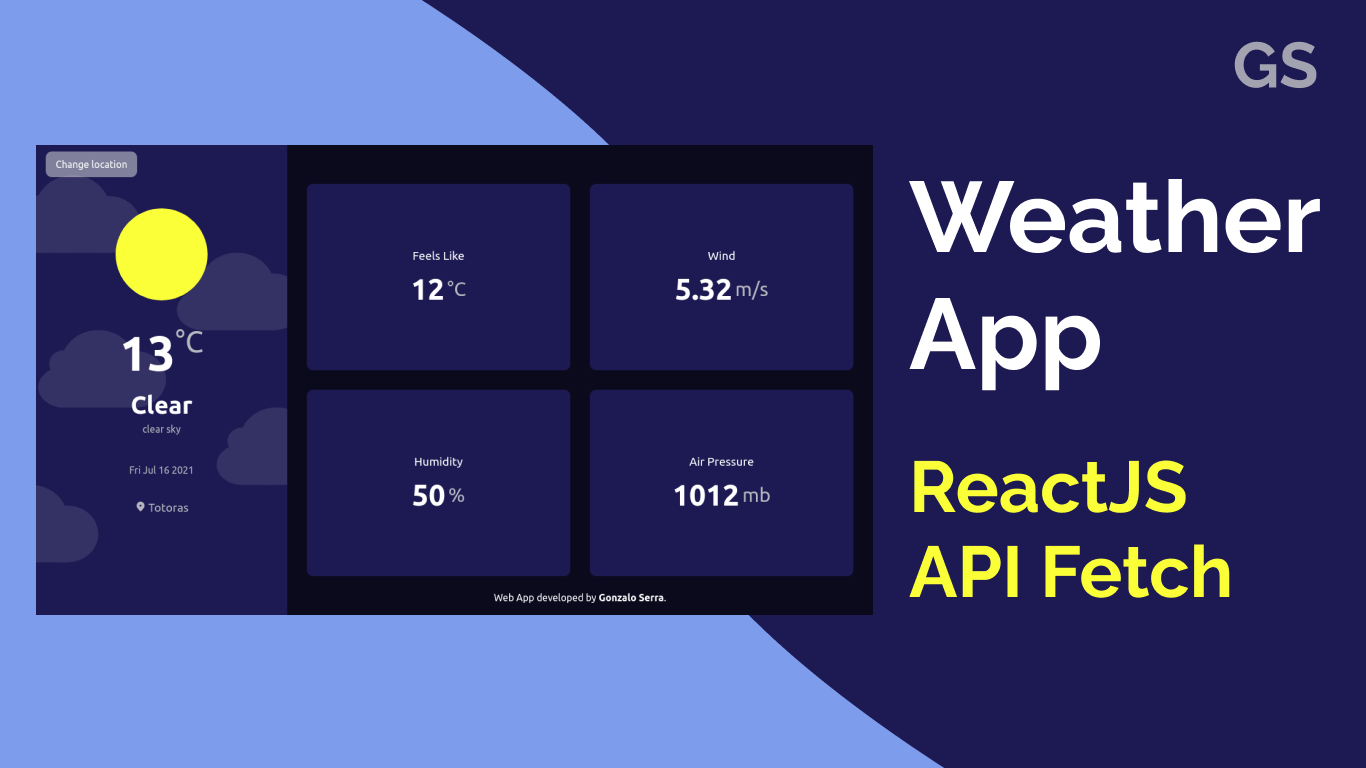 GS
Weather
App
ReactJS
API Fetch
Change location
13 °C
Clear
clear sky
Fri Jul 16 2021
Totoras
Feels Like
12 °C
Wind
5.32 m/s
Humidity
50 %
Air Pressure
1012 mb
Web App developed by Gonzalo Serra.